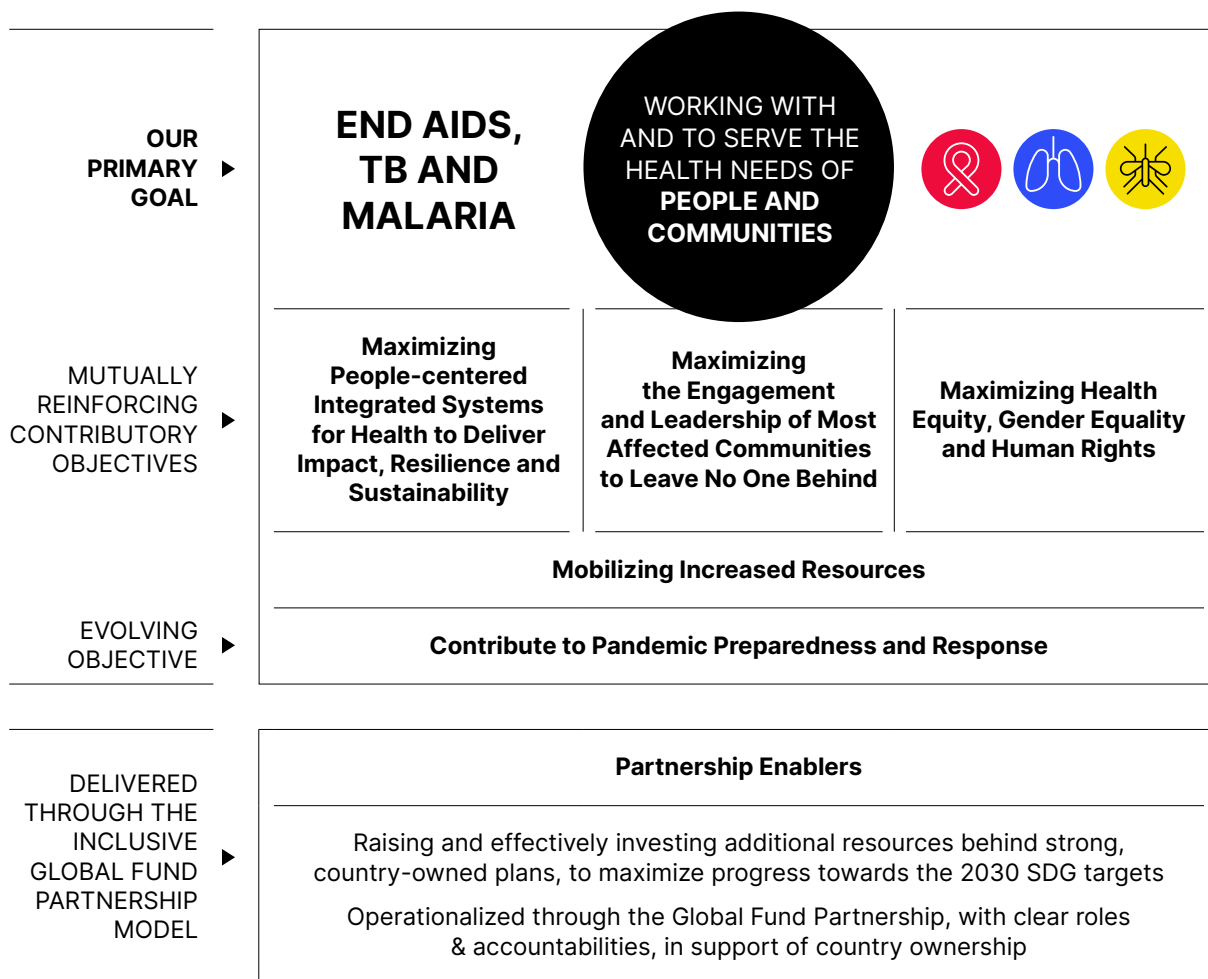 OUR
PRIMARY
GOAL
END AIDS,
TB AND
MALARIA
WORKING WITH
AND TO SERVE THE
HEALTH NEEDS OF
PEOPLE AND
COMMUNITIES
MUTUALLY
REINFORCING
CONTRIBUTORY
OBJECTIVES
Maximizing
People-centered
Integrated Systems
for Health to Deliver
Impact, Resilience and
Sustainability
Maximizing
the Engagement
and Leadership of Most
Affected Communities
to Leave No One Behind
Maximizing Health
Equity, Gender Equality
and Human Rights
Mobilizing Increased Resources
EVOLVING
OBJECTIVE
Contribute to Pandemic Preparedness and Response
DELIVERED
THROUGH THE
INCLUSIVE
GLOBAL FUND
PARTNERSHIP
MODEL
Partnership Enablers
Raising and effectively investing additional resources behind strong,
country-owned plans, to maximize progress towards the 2030 SDG targets
Operationalized through the Global Fund Partnership, with clear roles
& accountabilities, in support of country ownership